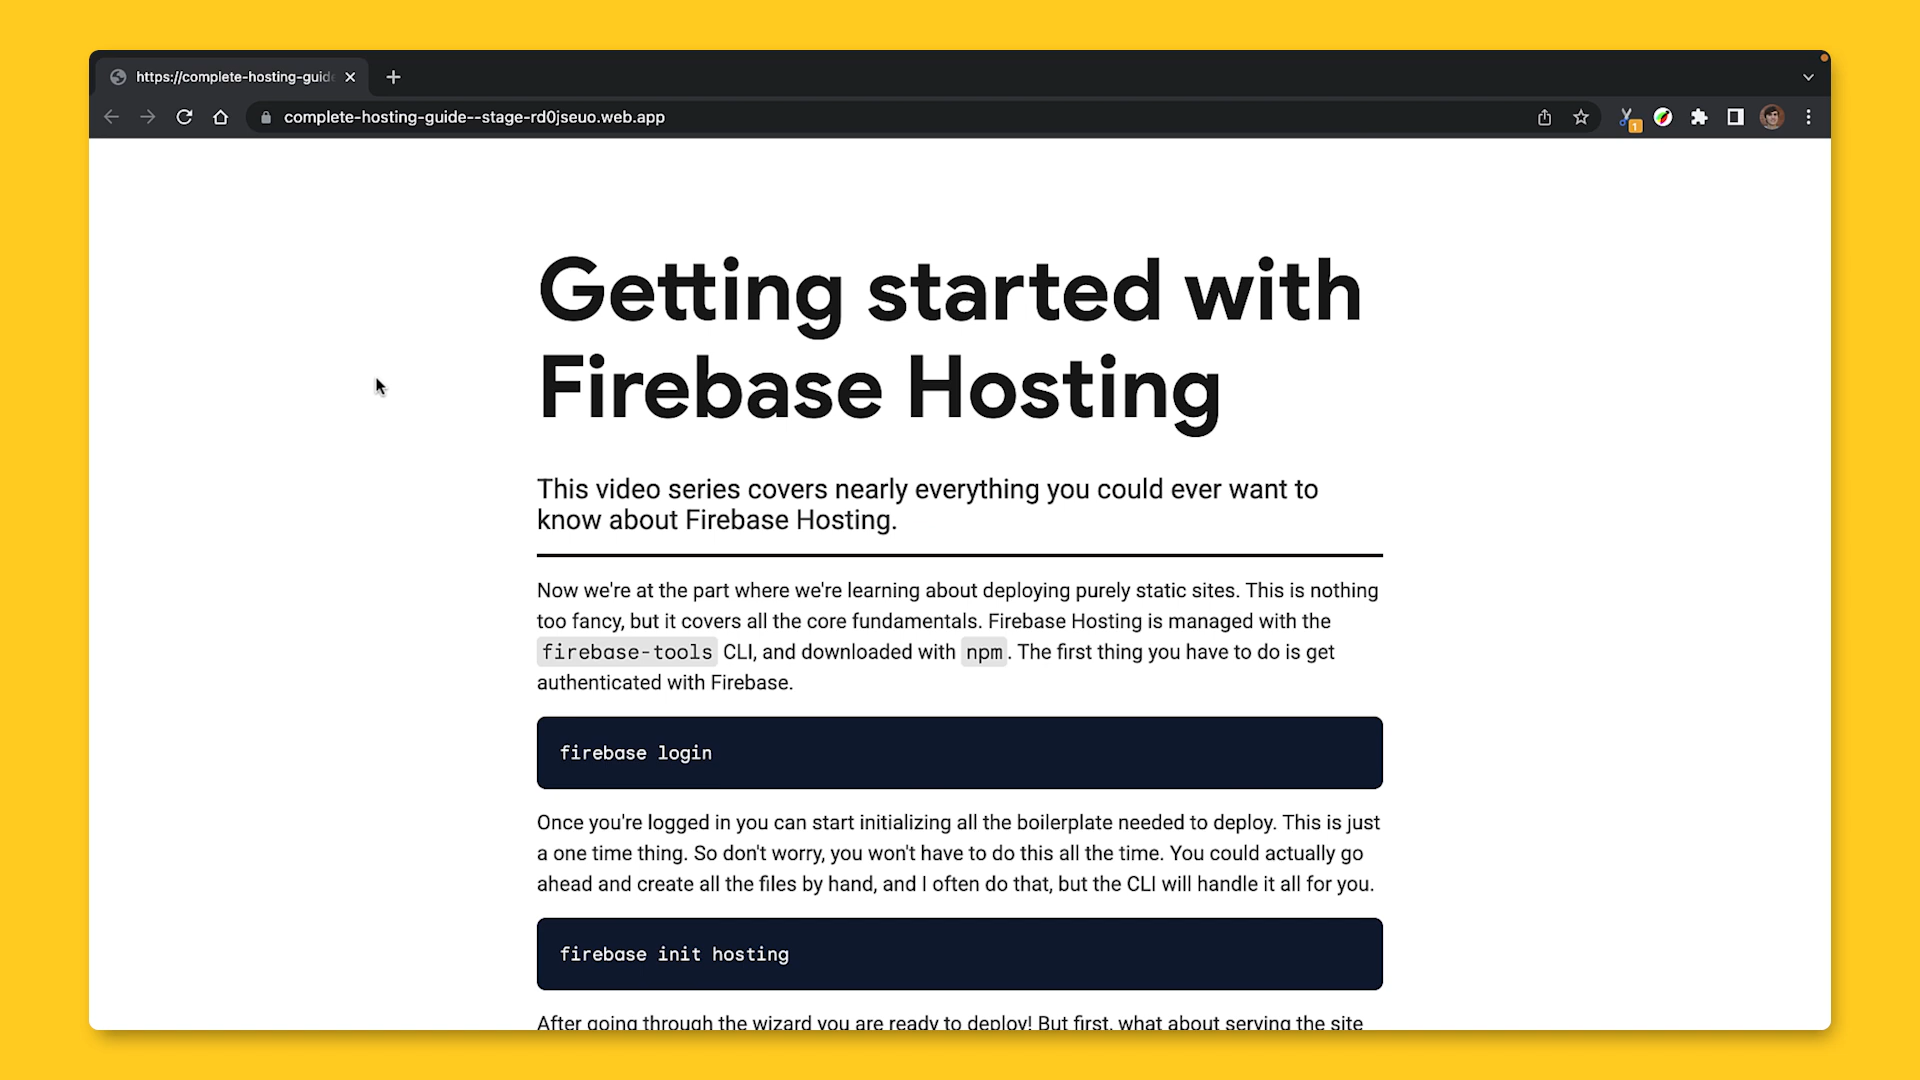 https://complete-hosting-guid
complete-hosting-guide--stage-rd0jseuo.web.app
1
Getting started with
Firebase Hosting
This video series covers nearly everything you could ever want to
know about Firebase Hosting.
Now we're at the part where we're learning about deploying purely static sites. This is nothing
too fancy, but it covers all the core fundamentals. Firebase Hosting is managed with the
firebase-tools CLI, and downloaded with npm. The first thing you have to do is get
authenticated with Firebase.
firebase login
Once you're logged in you can start initializing all the boilerplate needed to deploy. This is just
a one time thing. So don't worry, you won't have to do this all the time. You could actually go
ahead and create all the files by hand, and I often do that, but the CLI will handle it all for you.
firebase init hosting
After going through the wizard you are ready to deploy! But first, what about serving the site